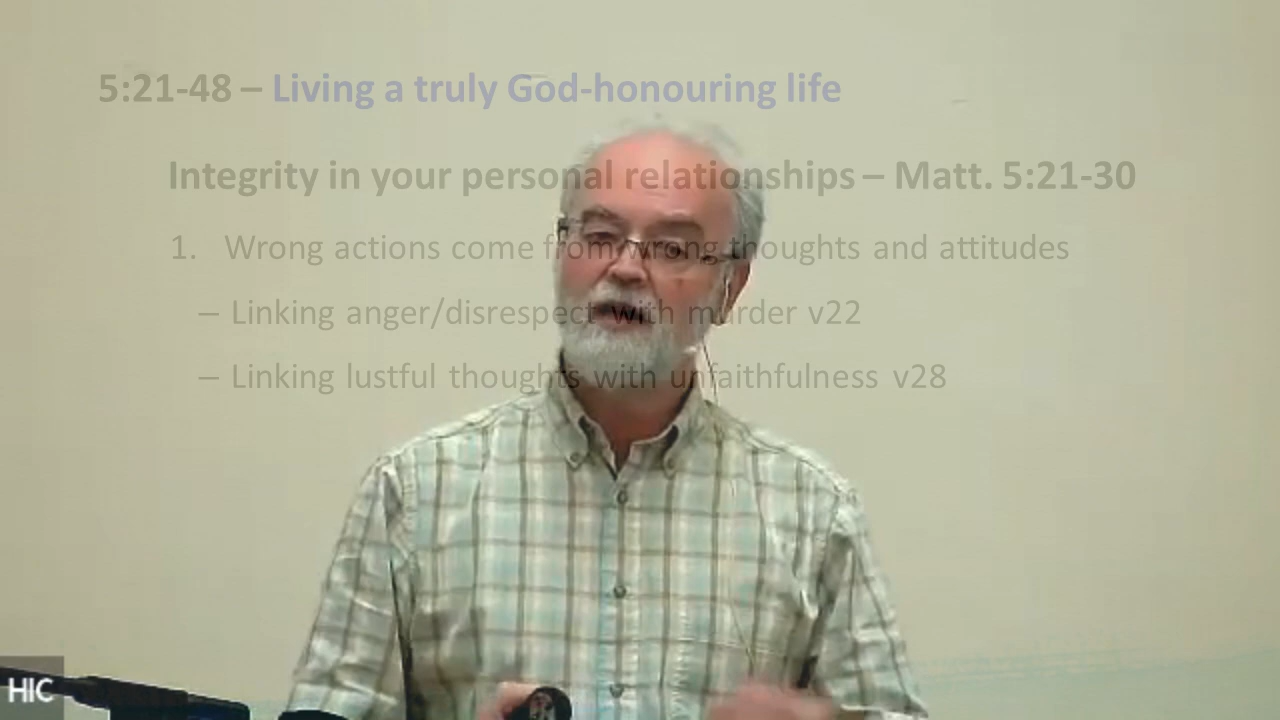 5:21-48 – Living a truly God-honouring life
Integrity in your personal relationships – Matt. 5:21-30
1. Wrong actions come from wrong thoughts and attitudes
– Linking anger/disrespect with murder v22
– Linking lustful thoughts with unfaithfulness v28
HIC